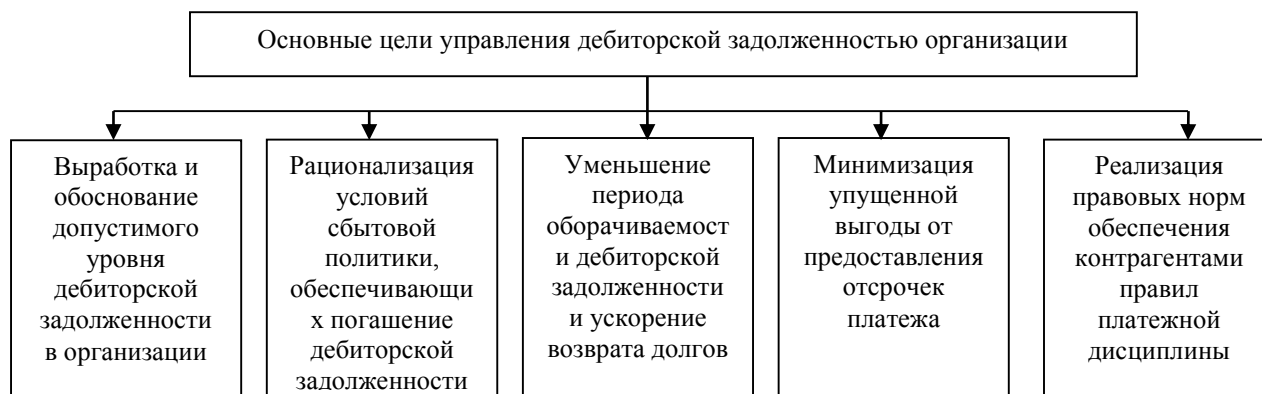 Основные цели управления дебиторской задолженностью организации
Выработка и
обоснование
допустимого
уровня
дебиторской
задолженности
в организации
Рационализация
условий
сбытовой
политики,
обеспечивающи
х погашение
дебиторской
задолженности
Уменьшение
периода
оборачиваемост
и дебиторской
задолженности
и ускорение
возврата долгов
Минимизация
упущенной
выгоды от
предоставления
отсрочек
платежа
Реализация
правовых норм
обеспечения
контрагентами
правил
платежной
дисциплины